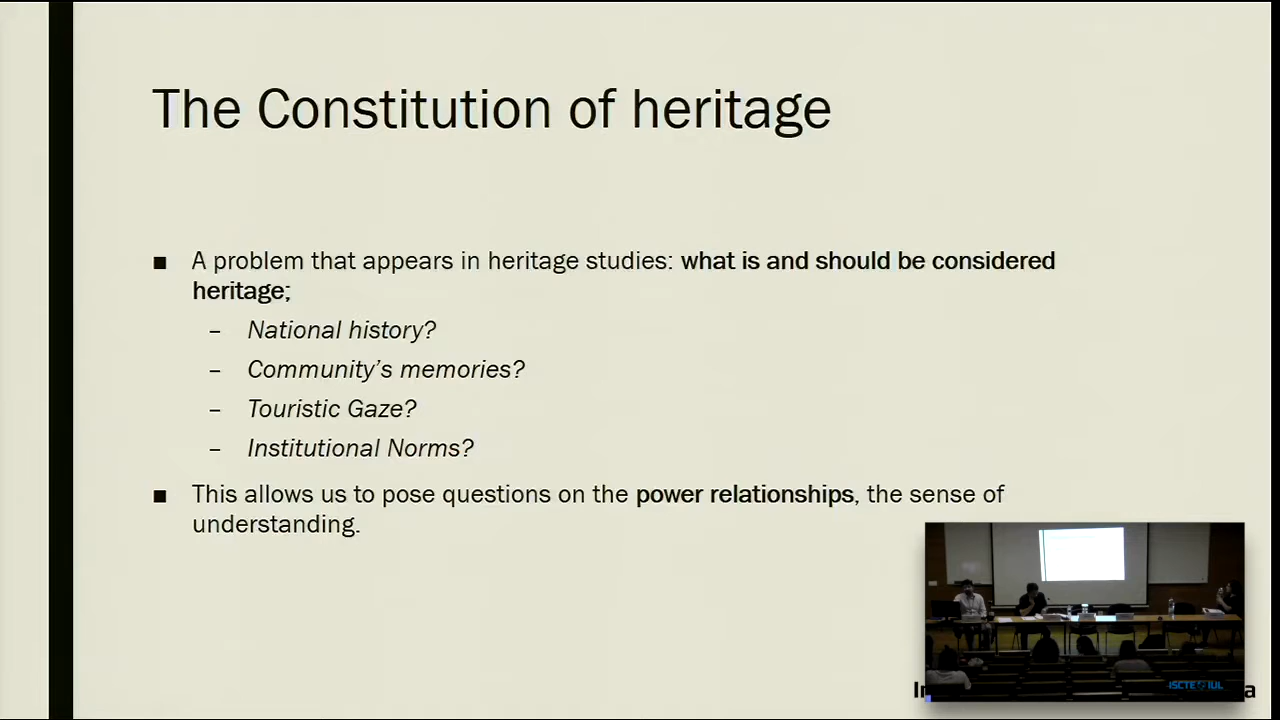 The Constitution of heritage
■ A problem that appears in heritage studies: what is and should be considered
heritage;
– National history?
– Community's memories?
– Touristic Gaze?
– Institutional Norms?
■ This allows us to pose questions on the power relationships, the sense of
understanding.
ISCTE IUL